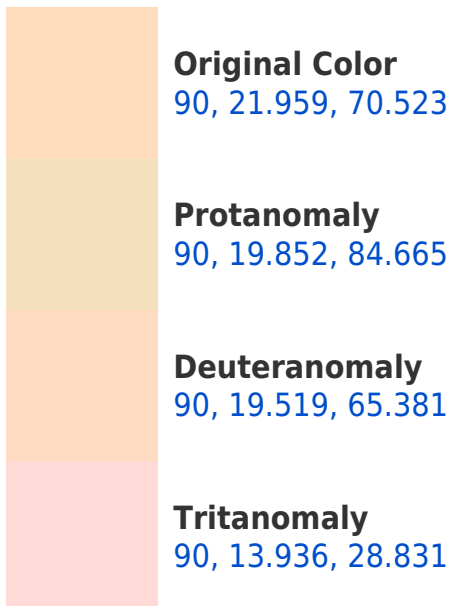 Original Color
90, 21.959, 70.523
Protanomaly
90, 19.852, 84.665
Deuteranomaly
90, 19.519, 65.381
Tritanomaly
90, 13.936, 28.831